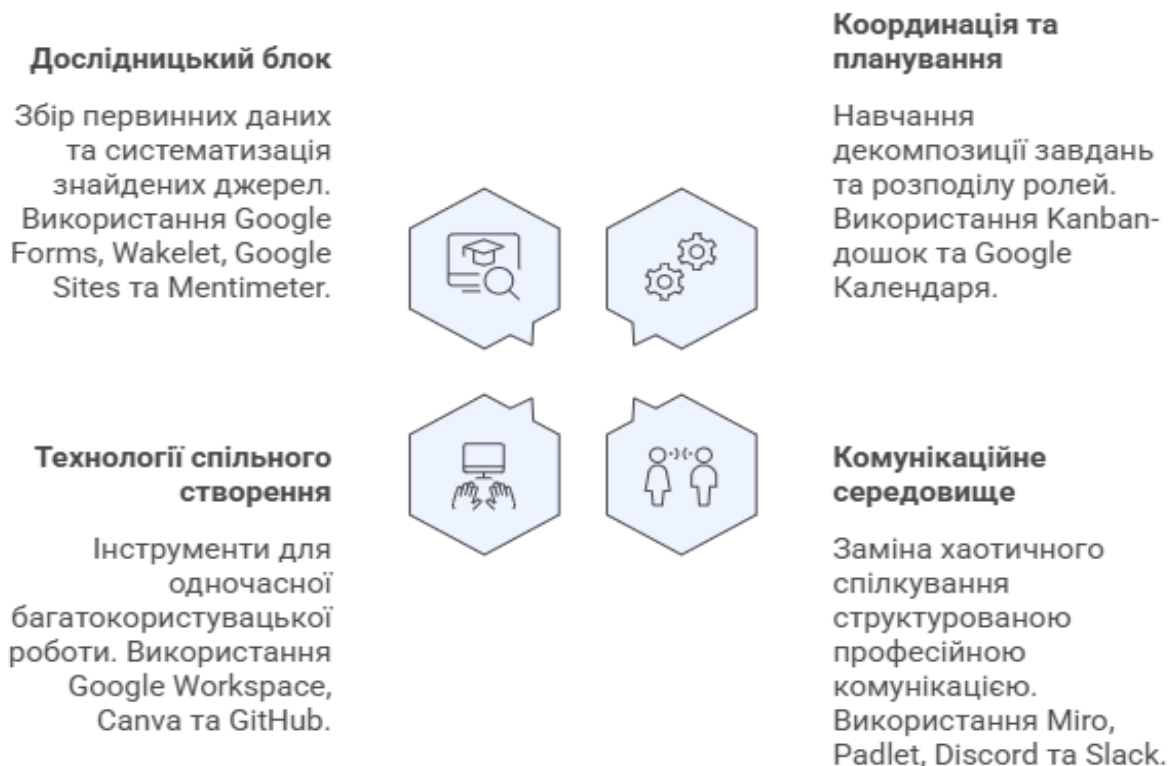 Дослідницький блок
Збір первинних даних
та систематизація
знайдених джерел.
Використання Google
Forms, Wakelet, Google
Sites та Mentimeter.
Координація та
планування
Навчання
декомпозиції завдань
та розподілу ролей.
Використання Kanban-
дошок та Google
Календаря.
Технології спільного
створення
Інструменти для
одночасної
багатокористувацької
роботи. Використання
Google Workspace,
Canva та GitHub.
Комунікаційне
середовище
Заміна хаотичного
спілкування
структурованою
професійною
комунікацією.
Використання Miro,
Padlet, Discord та Slack.